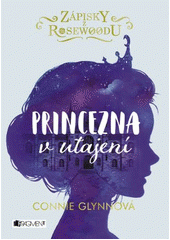 ZÁPISKY Z
ROSEWOODU
PRINCEZNA
v utajení
CONNIE GLYNNOVÁ
FRAGMENT